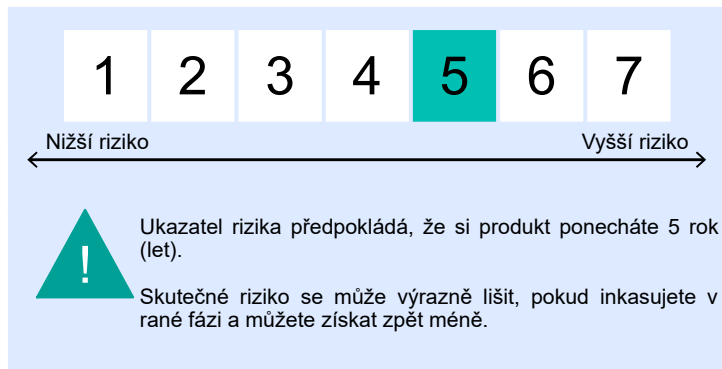 1 2 3 4 5 6 7
Nižší riziko Vyšší riziko
! Ukazatel rizika předpokládá, že si produkt ponecháte 5 rok
(let).
Skutečné riziko se může výrazně lišit, pokud inkasujete v
rané fázi a můžete získat zpět méně.